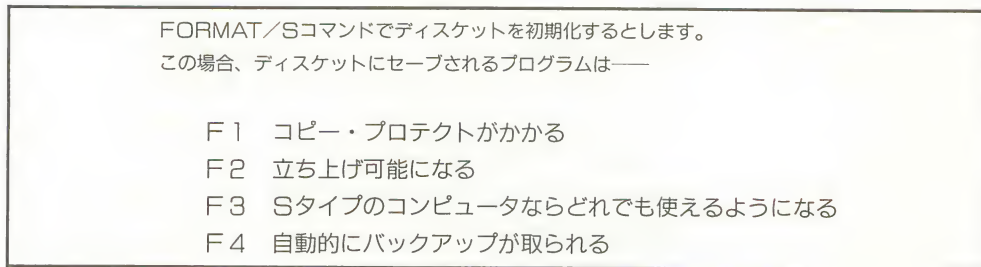 FORMAT/Sコマンドでディスケットを初期化するとします。
この場合、ディスケットにセーブされるプログラムは──
F1 コピー・プロテクトがかかる
F2 立ち上げ可能になる
F3 Sタイプのコンピュータならどれでも使えるようになる
F4 自動的にバックアップが取られる